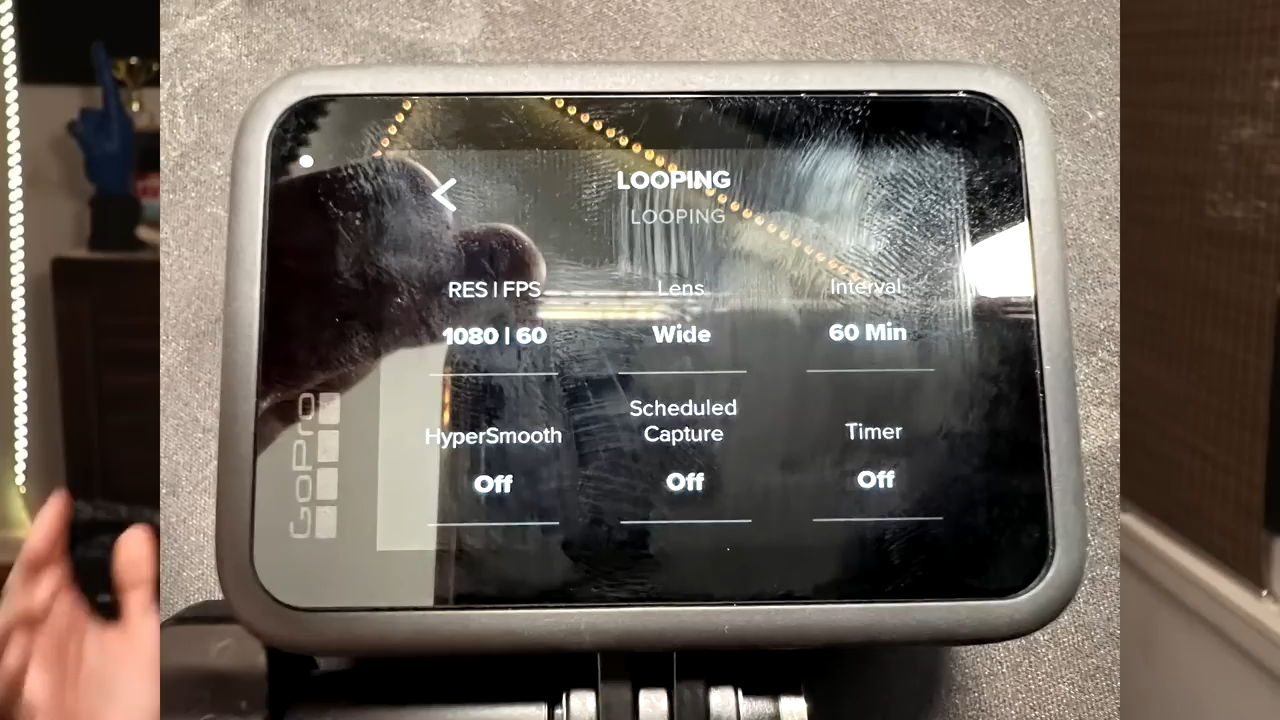 LOOPING
LOOPING
RES | FPS
Lens
Interval
1080 | 60
Wide
60 Min
HyperSmooth
Scheduled
Capture
Timer
Off
Off
Off
GoPro